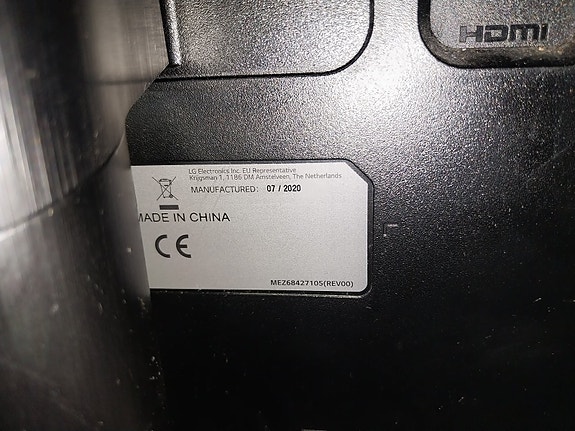 HDMI
LG Electronics Inc. EU Representative
Krijgsman 1, 1186 DM Amstelveen, The Netherlands
MANUFACTURED: 07 / 2020
MADE IN CHINA
CE
MEZ68427105(REV00)